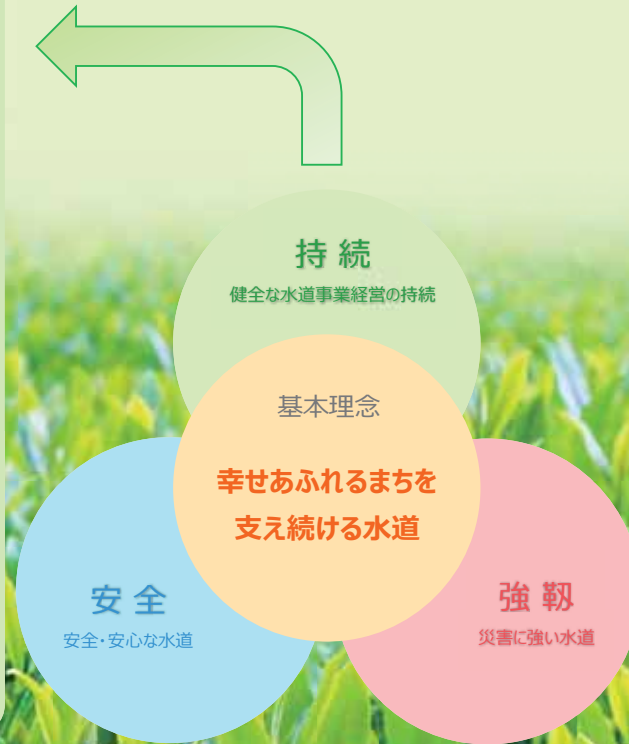 持続
健全な水道事業経営の持続
基本理念
幸せあふれるまちを
支え続ける水道
安全
安全・安心な水道
強靱
災害に強い水道